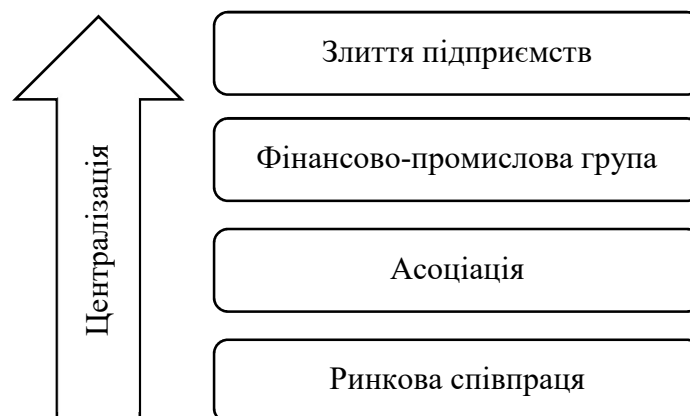 Злиття підприємств
Фінансово-промислова група
Асоціація
Ринкова співпраця
Централізація